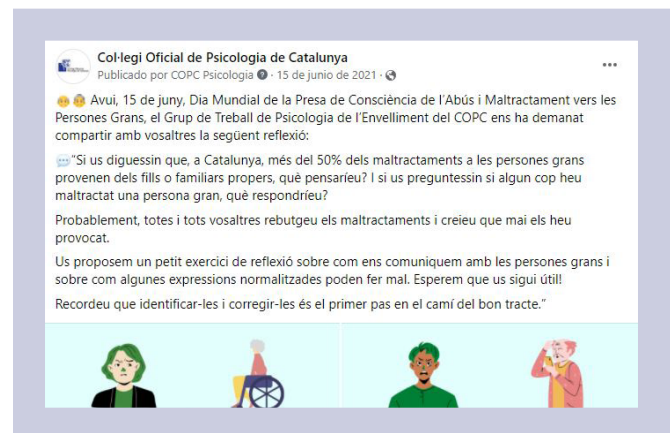 Col·legi Oficial de Psicologia de Catalunya
Publicado por COPC Psicologia · 15 de junio de 2021 ·
Avui, 15 de juny, Dia Mundial de la Presa de Consciència de l'Abús i Maltractament vers les
Persones Grans, el Grup de Treball de Psicologia de l'Envelliment del COPC ens ha demanat
compartir amb vosaltres la següent reflexió:
"Si us diguessin que, a Catalunya, més del 50% dels maltractaments a les persones grans
provenen dels fills o familiars propers, què pensaríeu? I si us preguntessin si algun cop heu
maltractat una persona gran, què respondríeu?
Probablement, totes i tots vosaltres rebutgeu els maltractaments i creieu que mai els heu
provocat.
Us proposem un petit exercici de reflexió sobre com ens comuniquem amb les persones grans i
sobre com algunes expressions normalitzades poden fer mal. Esperem que us sigui útil!
Recordeu que identificar-les i corregir-les és el primer pas en el camí del bon tracte."